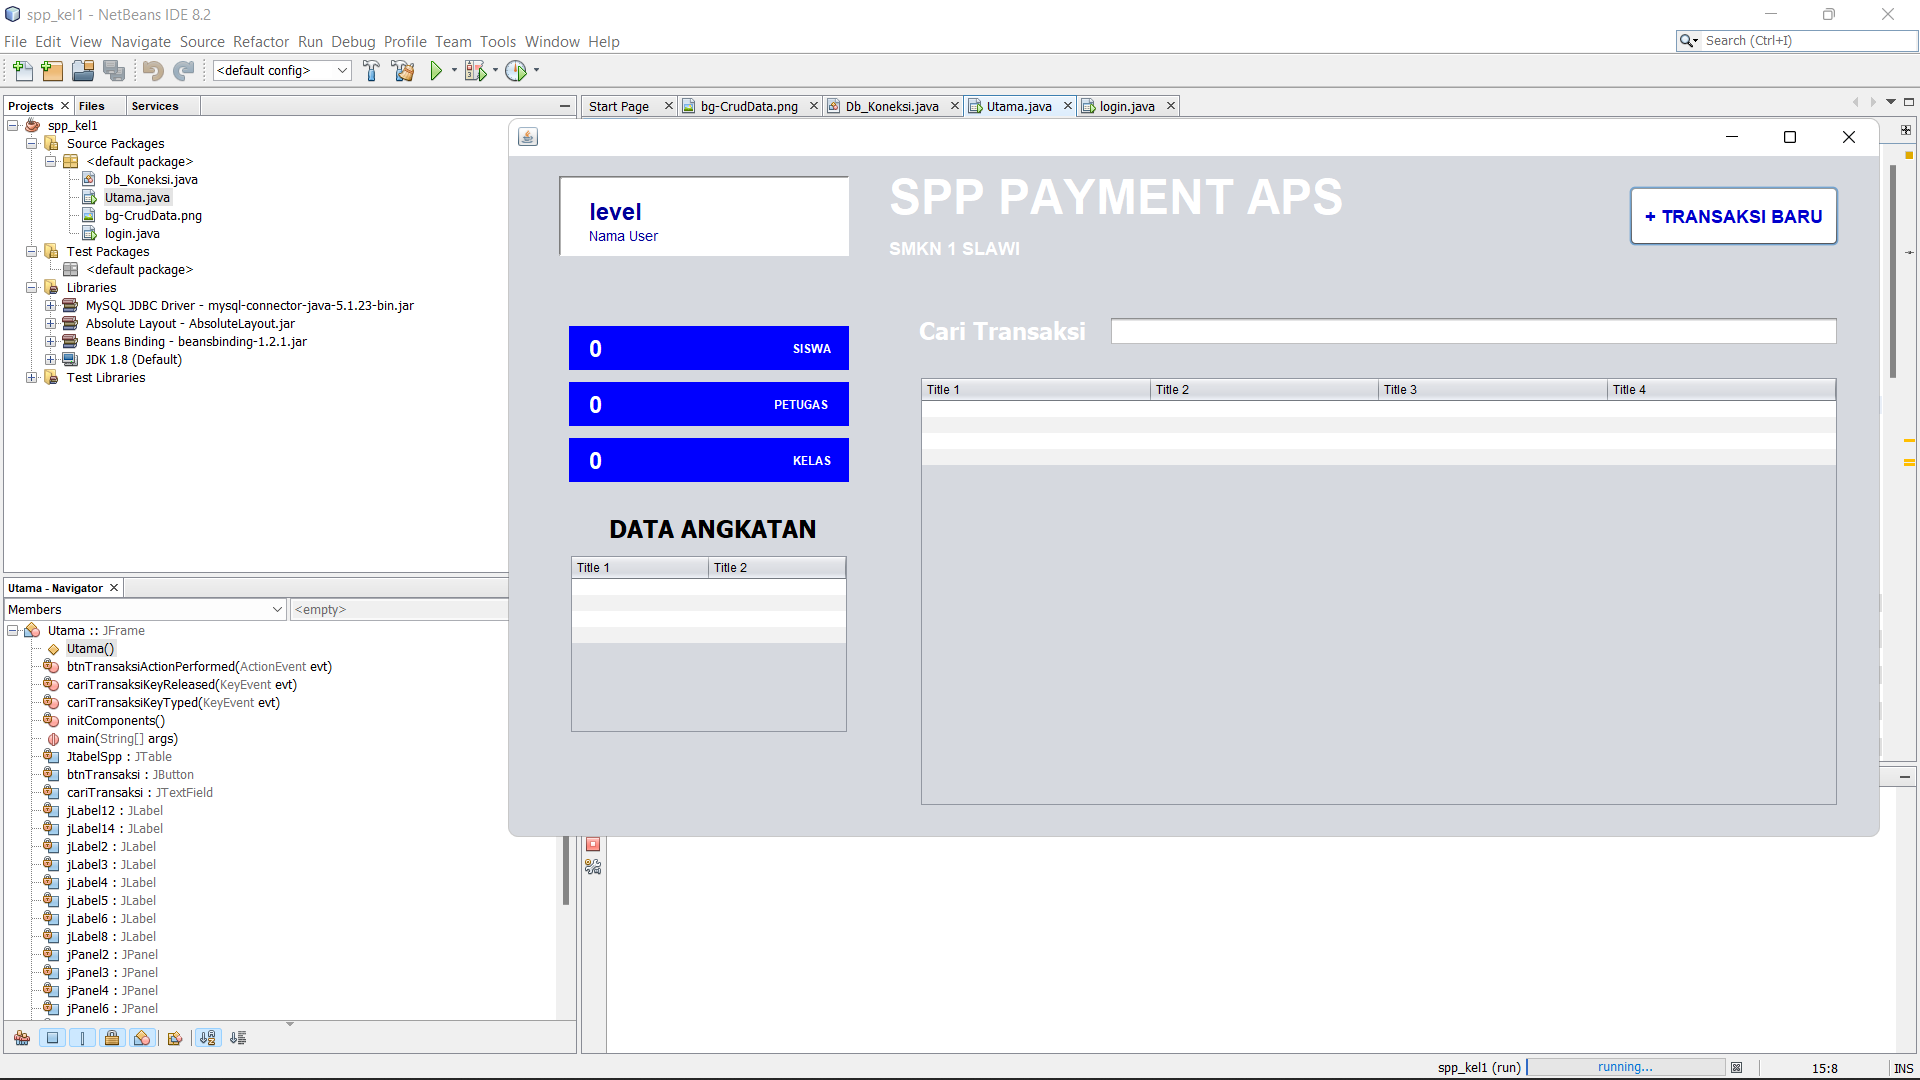 spp_kel1 - NetBeans IDE 8.2
File Edit View Navigate Source Refactor Run Debug Profile Team Tools Window Help
Search (Ctrl+I)
<default config>
Projects Files Services
Start Page bg-CrudData.png Db_Koneksi.java Utama.java login.java
spp_kel1
Source Packages
<default package>
Db_Koneksi.java
Utama.java
bg-CrudData.png
login.java
Test Packages
<default package>
Libraries
MySQL JDBC Driver - mysql-connector-java-5.1.23-bin.jar
Absolute Layout - AbsoluteLayout.jar
Beans Binding - beansbinding-1.2.1.jar
JDK 1.8 (Default)
Test Libraries
Utama - Navigator
Members
<empty>
Utama :: JFrame
Utama()
btnTransaksiActionPerformed(ActionEvent evt)
cariTransaksiKeyReleased(KeyEvent evt)
cariTransaksiKeyTyped(KeyEvent evt)
initComponents()
main(String[] args)
JtabelSpp : JTable
btnTransaksi : JButton
cariTransaksi : JTextField
jLabel12 : JLabel
jLabel14 : JLabel
jLabel2 : JLabel
jLabel3 : JLabel
jLabel4 : JLabel
jLabel5 : JLabel
jLabel6 : JLabel
jLabel8 : JLabel
jPanel2 : JPanel
jPanel3 : JPanel
jPanel4 : JPanel
jPanel6 : JPanel
level
Nama User
SPP PAYMENT APS
SMKN 1 SLAWI
+ TRANSAKSI BARU
0 SISWA
0 PETUGAS
0 KELAS
DATA ANGKATAN
Title 1 Title 2
Cari Transaksi
Title 1 Title 2 Title 3 Title 4
spp_kel1 (run) running... 15:8 INS